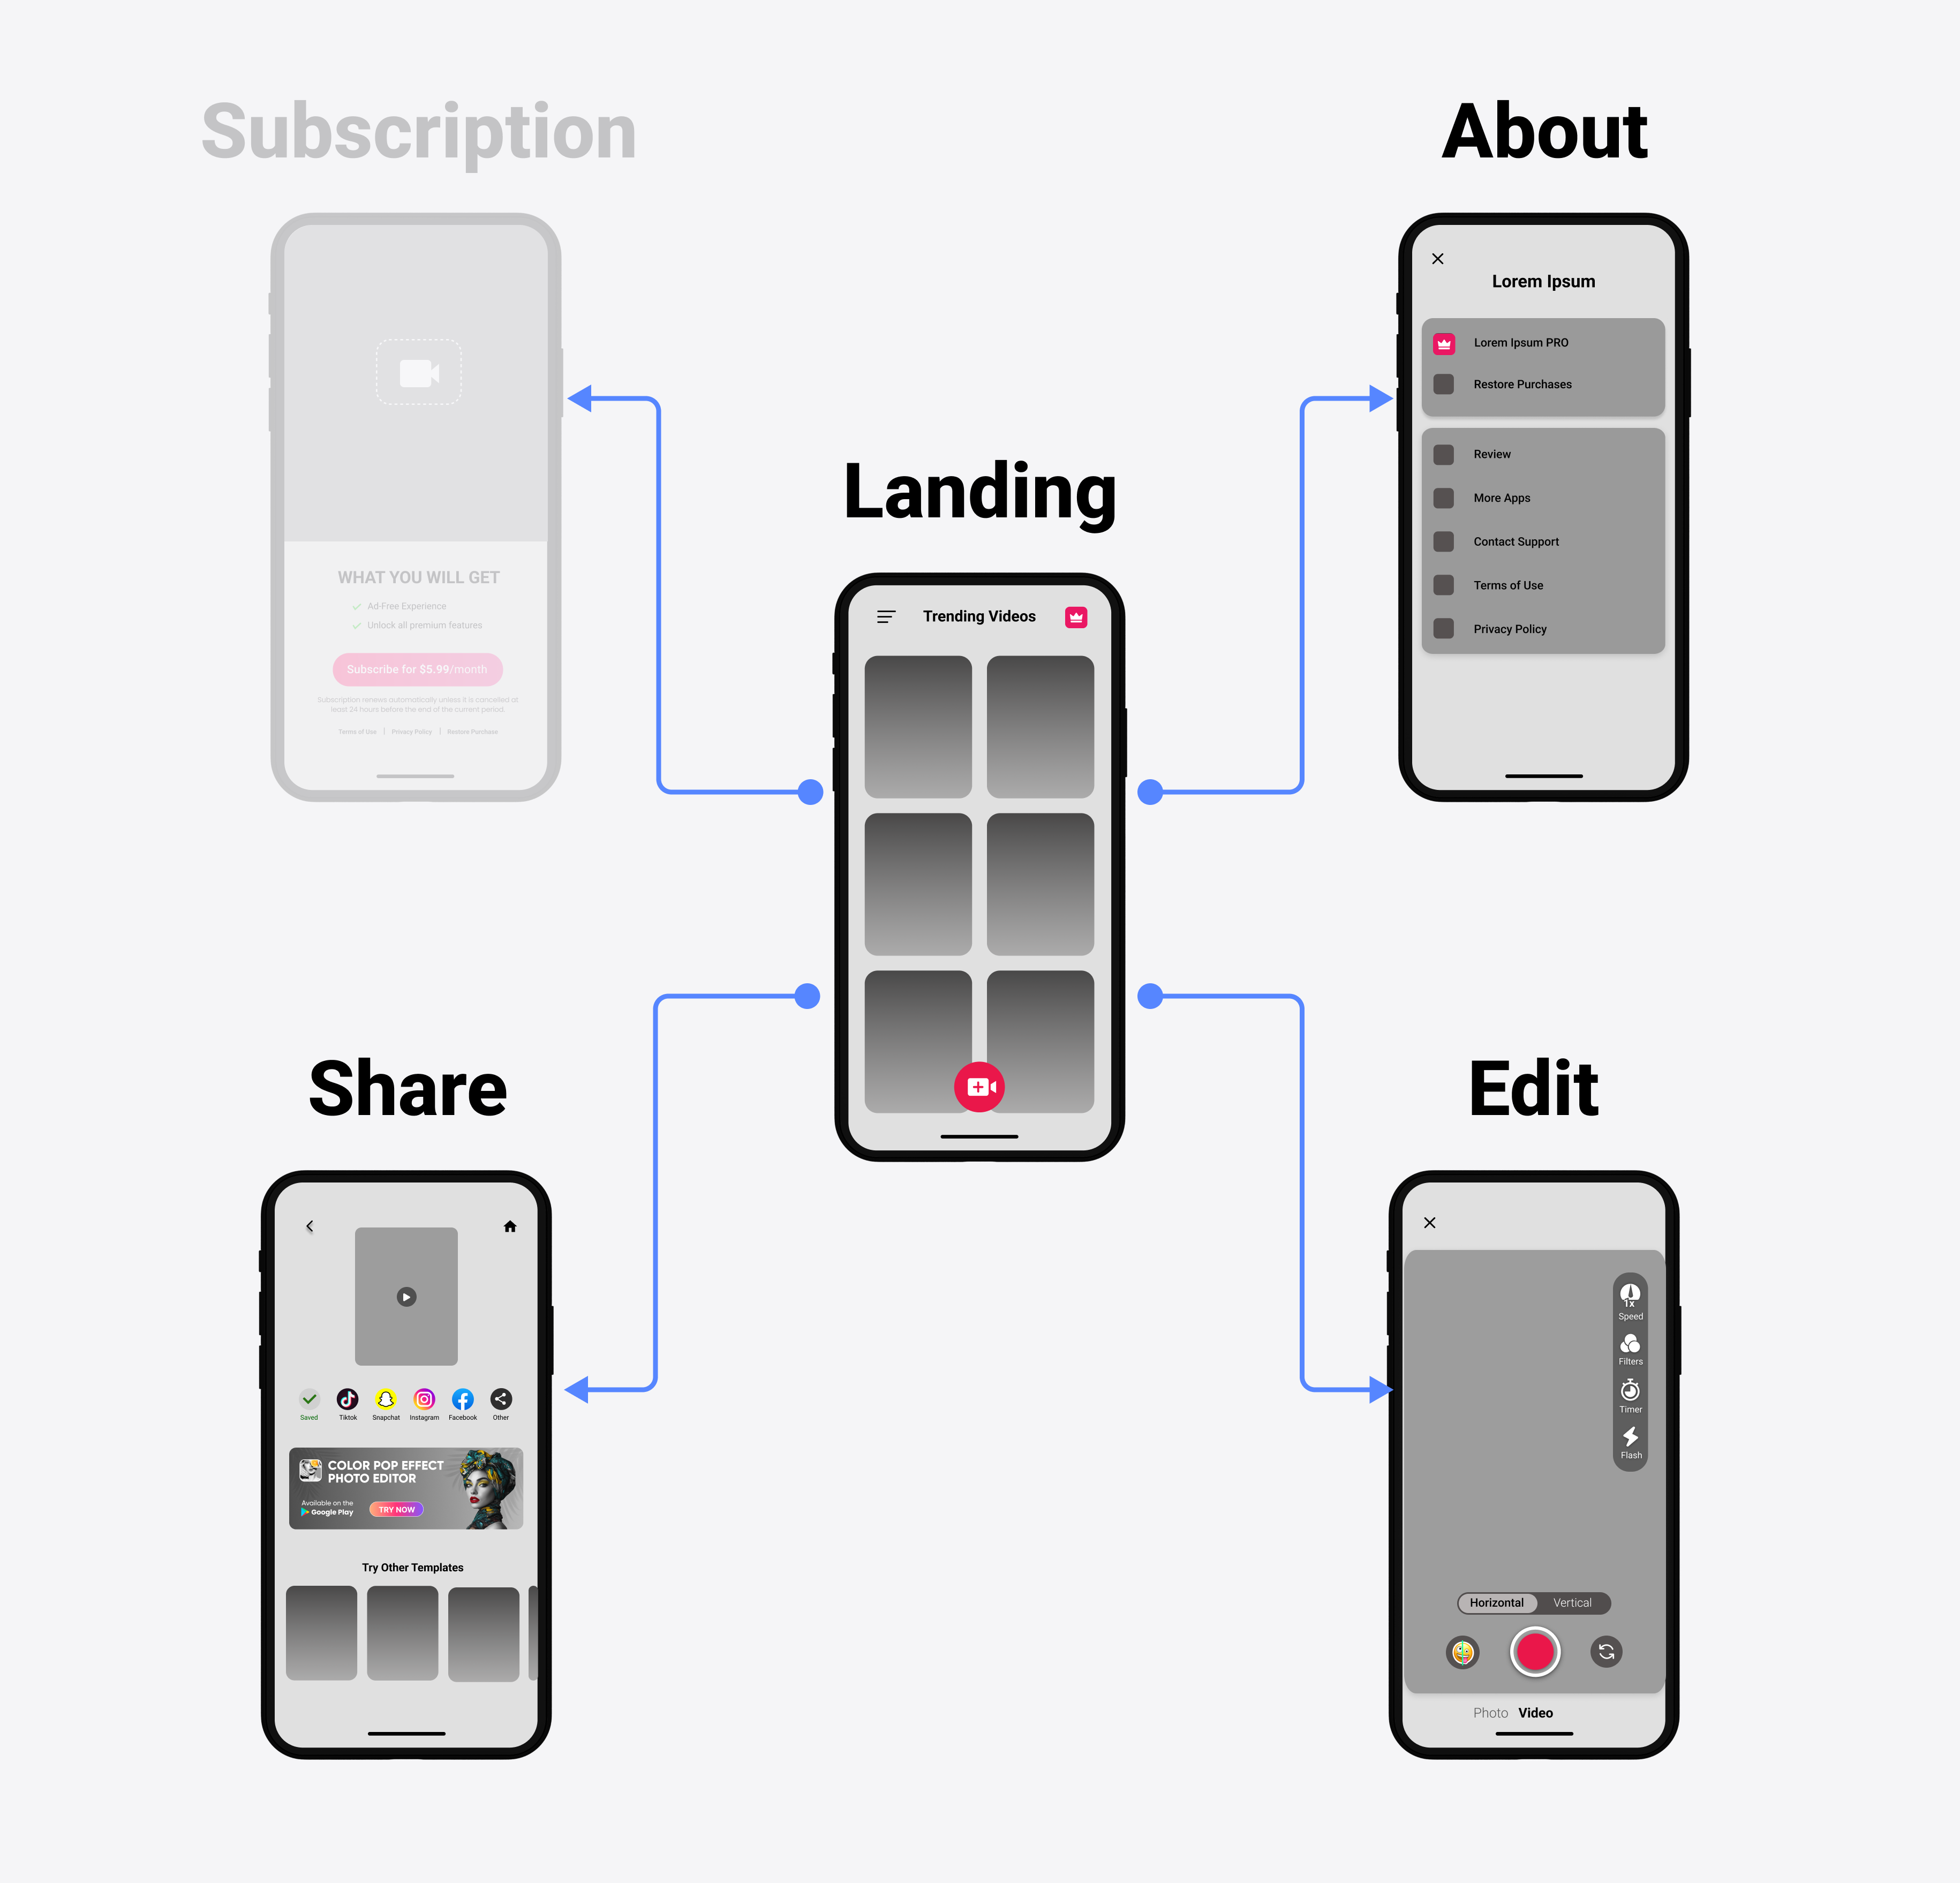 Subscription
WHAT YOU WILL GET
Ad-Free Experience
Unlock all premium features
Subscribe for $5.99/month
Subscription renews automatically unless it is cancelled at
least 24 hours before the end of the current period.
Terms of Use | Privacy Policy | Restore Purchase
About
Lorem Ipsum
Lorem Ipsum PRO
Restore Purchases
Review
More Apps
Contact Support
Terms of Use
Privacy Policy
Landing
Trending Videos
Share
Saved
Tiktok
Snapchat
Instagram
Facebook
Other
COLOR POP EFFECT
PHOTO EDITOR
Available on the
Google Play
TRY NOW
Try Other Templates
Edit
1x
Speed
Filters
Timer
Flash
Horizontal
Vertical
Photo
Video